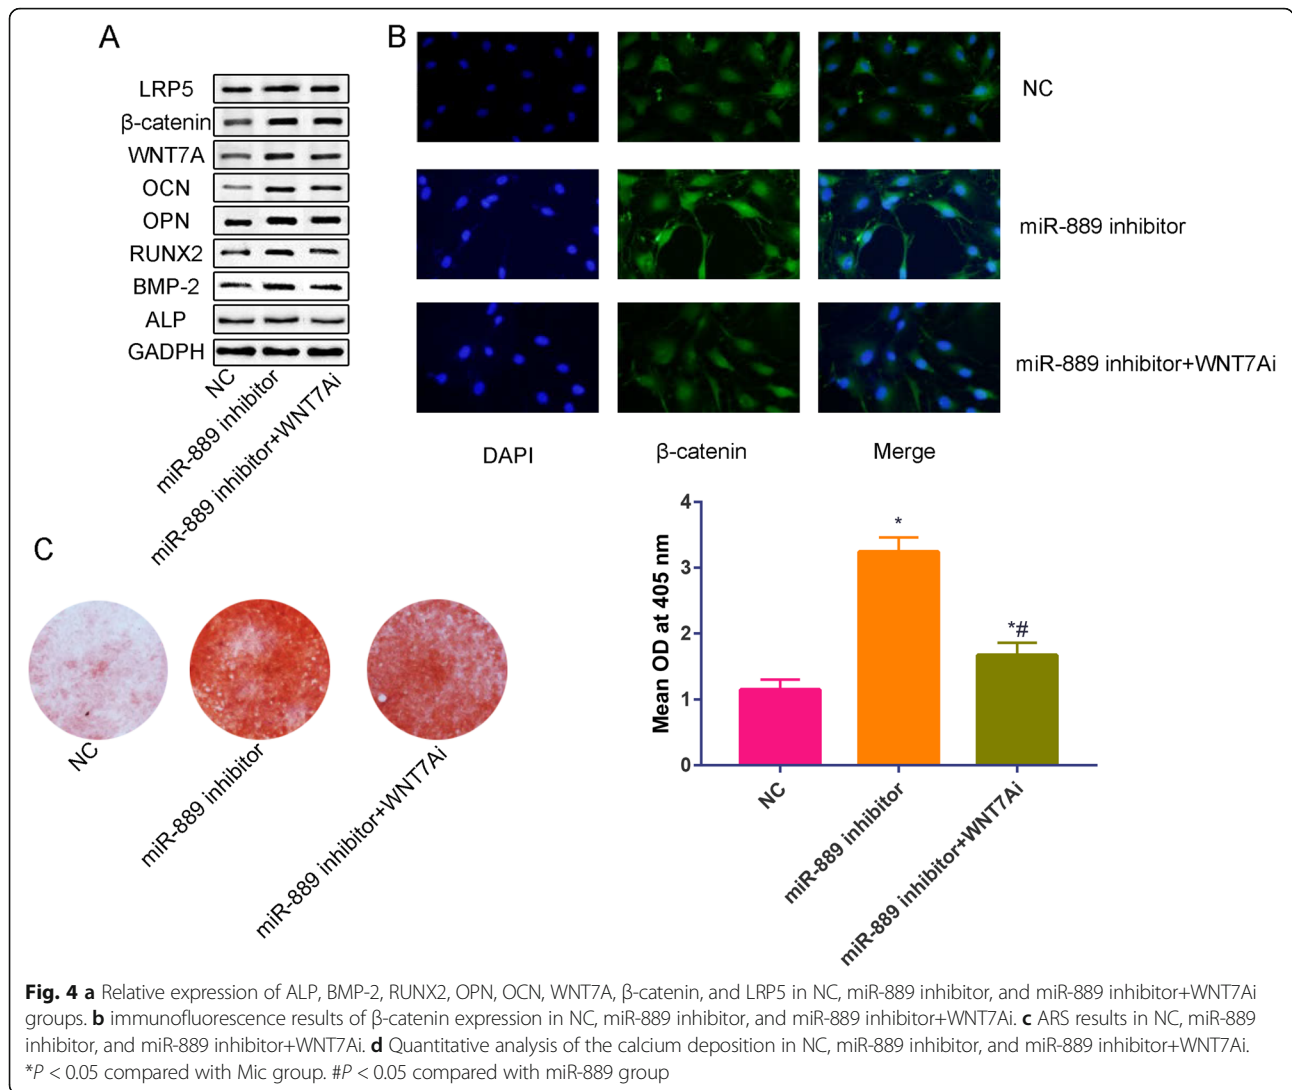 A
LRP5
β-catenin
WNT7A
OCN
OPN
RUNX2
BMP-2
ALP
GADPH
NC
miR-889 inhibitor
miR-889 inhibitor+WNT7Ai
B
NC
miR-889 inhibitor
miR-889 inhibitor+WNT7Ai
DAPI
β-catenin
Merge
C
NC
miR-889 inhibitor
miR-889 inhibitor+WNT7Ai
Mean OD at 405 nm
4
3
2
1
0
*
*#
NC
miR-889 inhibitor
miR-889 inhibitor+WNT7Ai
Fig. 4 a Relative expression of ALP, BMP-2, RUNX2, OPN, OCN, WNT7A, β-catenin, and LRP5 in NC, miR-889 inhibitor, and miR-889 inhibitor+WNT7Ai
groups. b immunofluorescence results of β-catenin expression in NC, miR-889 inhibitor, and miR-889 inhibitor+WNT7Ai. c ARS results in NC, miR-889
inhibitor, and miR-889 inhibitor+WNT7Ai. d Quantitative analysis of the calcium deposition in NC, miR-889 inhibitor, and miR-889 inhibitor+WNT7Ai.
*P < 0.05 compared with Mic group. #P < 0.05 compared with miR-889 group